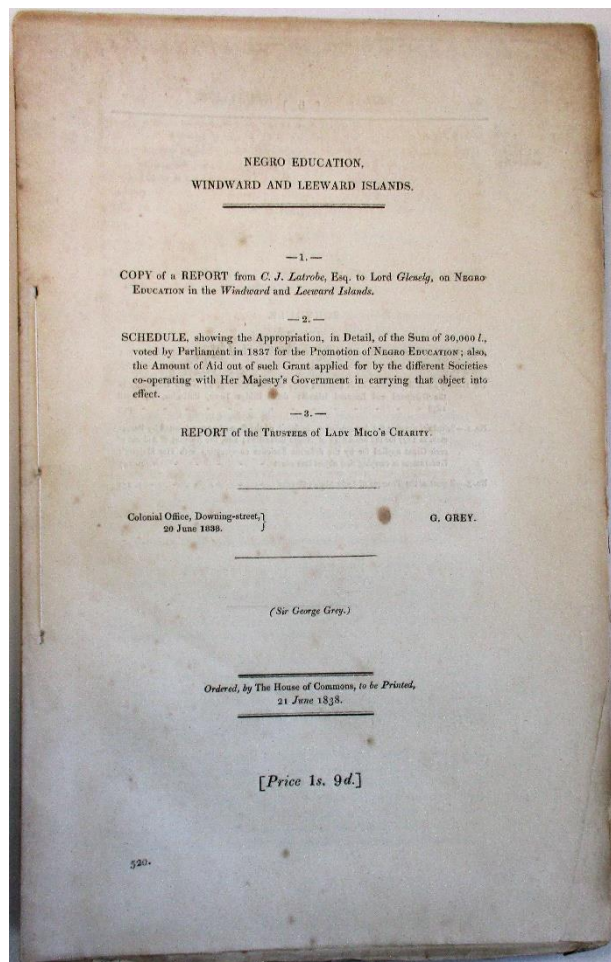 NEGRO EDUCATION,
WINDWARD AND LEEWARD ISLANDS.
—1.—
COPY of a REPORT from C. J. Latrobe, Esq. to Lord Glenelg, on NEGRO
EDUCATION in the Windward and Leeward Islands.
—2.—
SCHEDULE, showing the Appropriation, in Detail, of the Sum of 30,000 l.,
voted by Parliament in 1837 for the Promotion of NEGRO EDUCATION; also,
the Amount of Aid out of such Grant applied for by the different Societies
co-operating with Her Majesty's Government in carrying that object into
effect.
—3.—
REPORT of the TRUSTEES of LADY MICO'S CHARITY.
Colonial Office, Downing-street,}
20 June 1838.
G. GREY.
(Sir George Grey.)
Ordered, by The House of Commons, to be Printed,
21 June 1838.
[Price 1s. 9d.]
320.